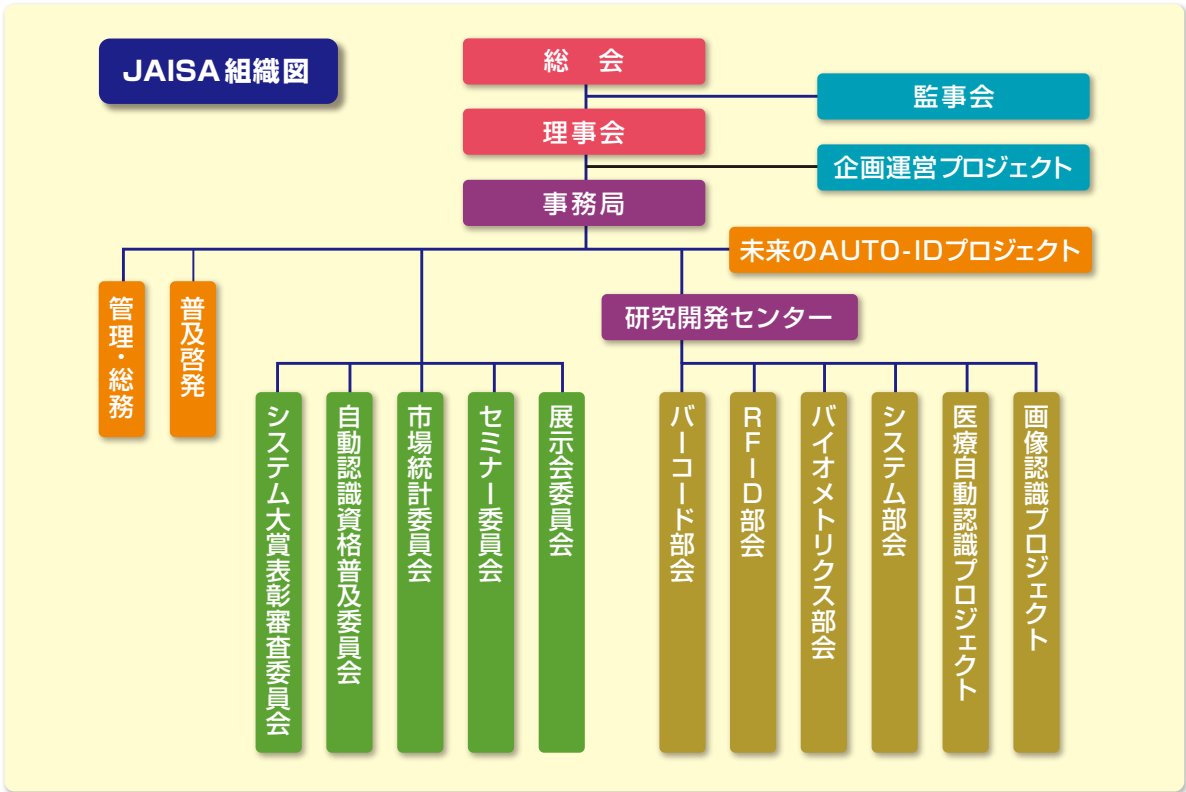 JAISA組織図
総　会
監事会
理事会
企画運営プロジェクト
事務局
未来のAUTO-IDプロジェクト
管理・総務
普及啓発
研究開発センター
システム大賞表彰審査委員会
自動認識資格普及委員会
市場統計委員会
セミナー委員会
展示会委員会
バーコード部会
RFID部会
バイオメトリクス部会
システム部会
医療自動認識プロジェクト
画像認識プロジェクト